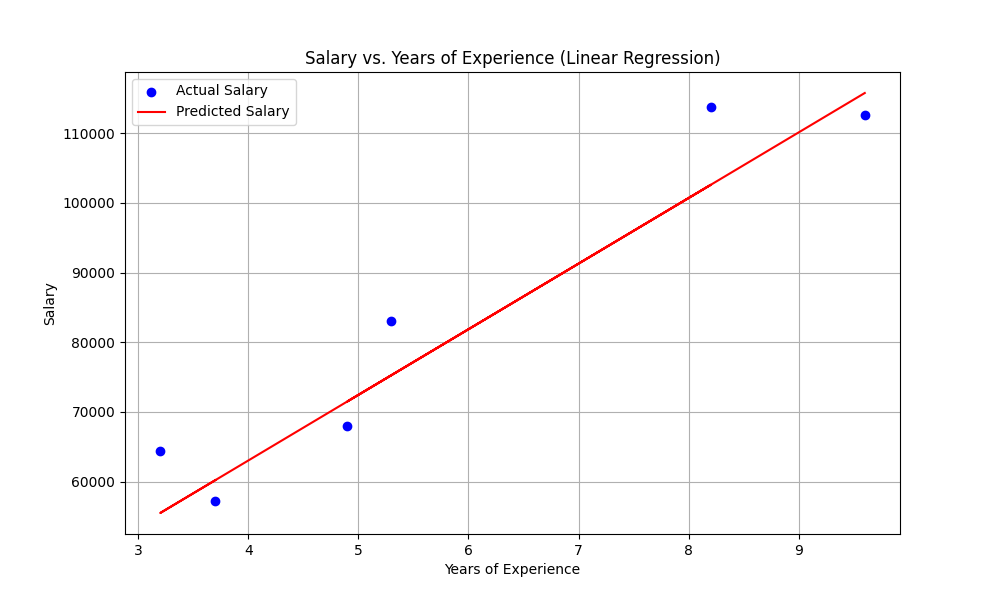 Salary vs. Years of Experience (Linear Regression)
Actual Salary
Predicted Salary
110000
100000
90000
80000
70000
60000
Salary
3 4 5 6 7 8 9
Years of Experience